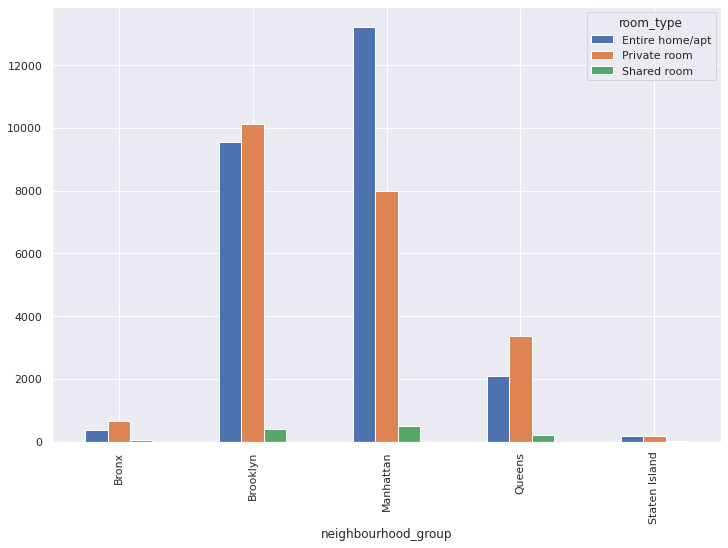 room_type
Entire home/apt
Private room
Shared room
12000
10000
8000
6000
4000
2000
0
Bronx
Brooklyn
Manhattan
Queens
Staten Island
neighbourhood_group